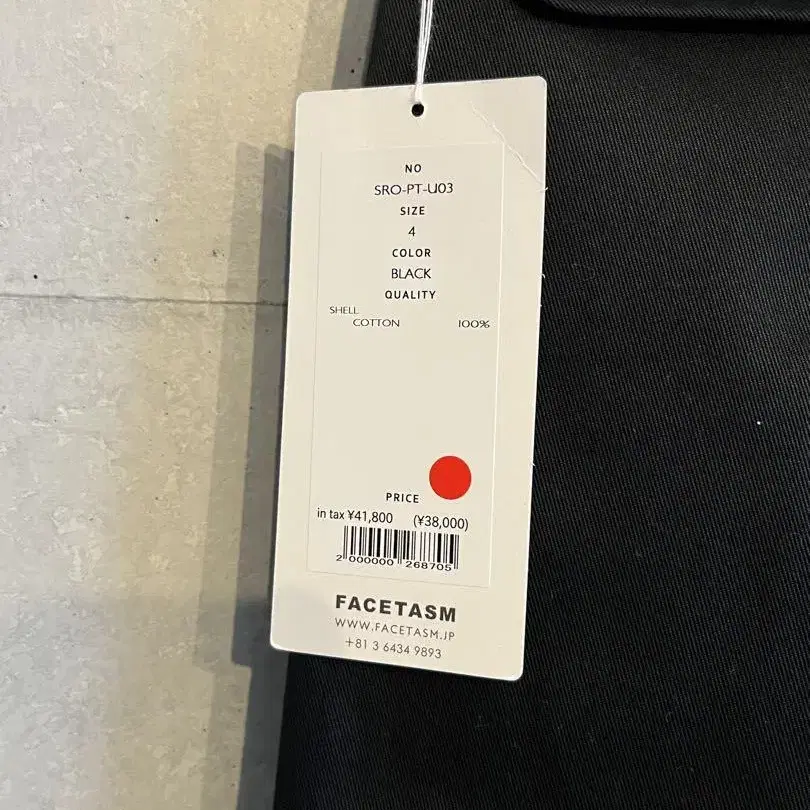 NO
SRO-PT-U03
SIZE
4
COLOR
BLACK
QUALITY
SHELL
COTTON 100%
PRICE
in tax ¥41,800 (¥38,000)
2 000000 268705
FACETASM
WWW.FACETASM.JP
+81 3 6434 9893